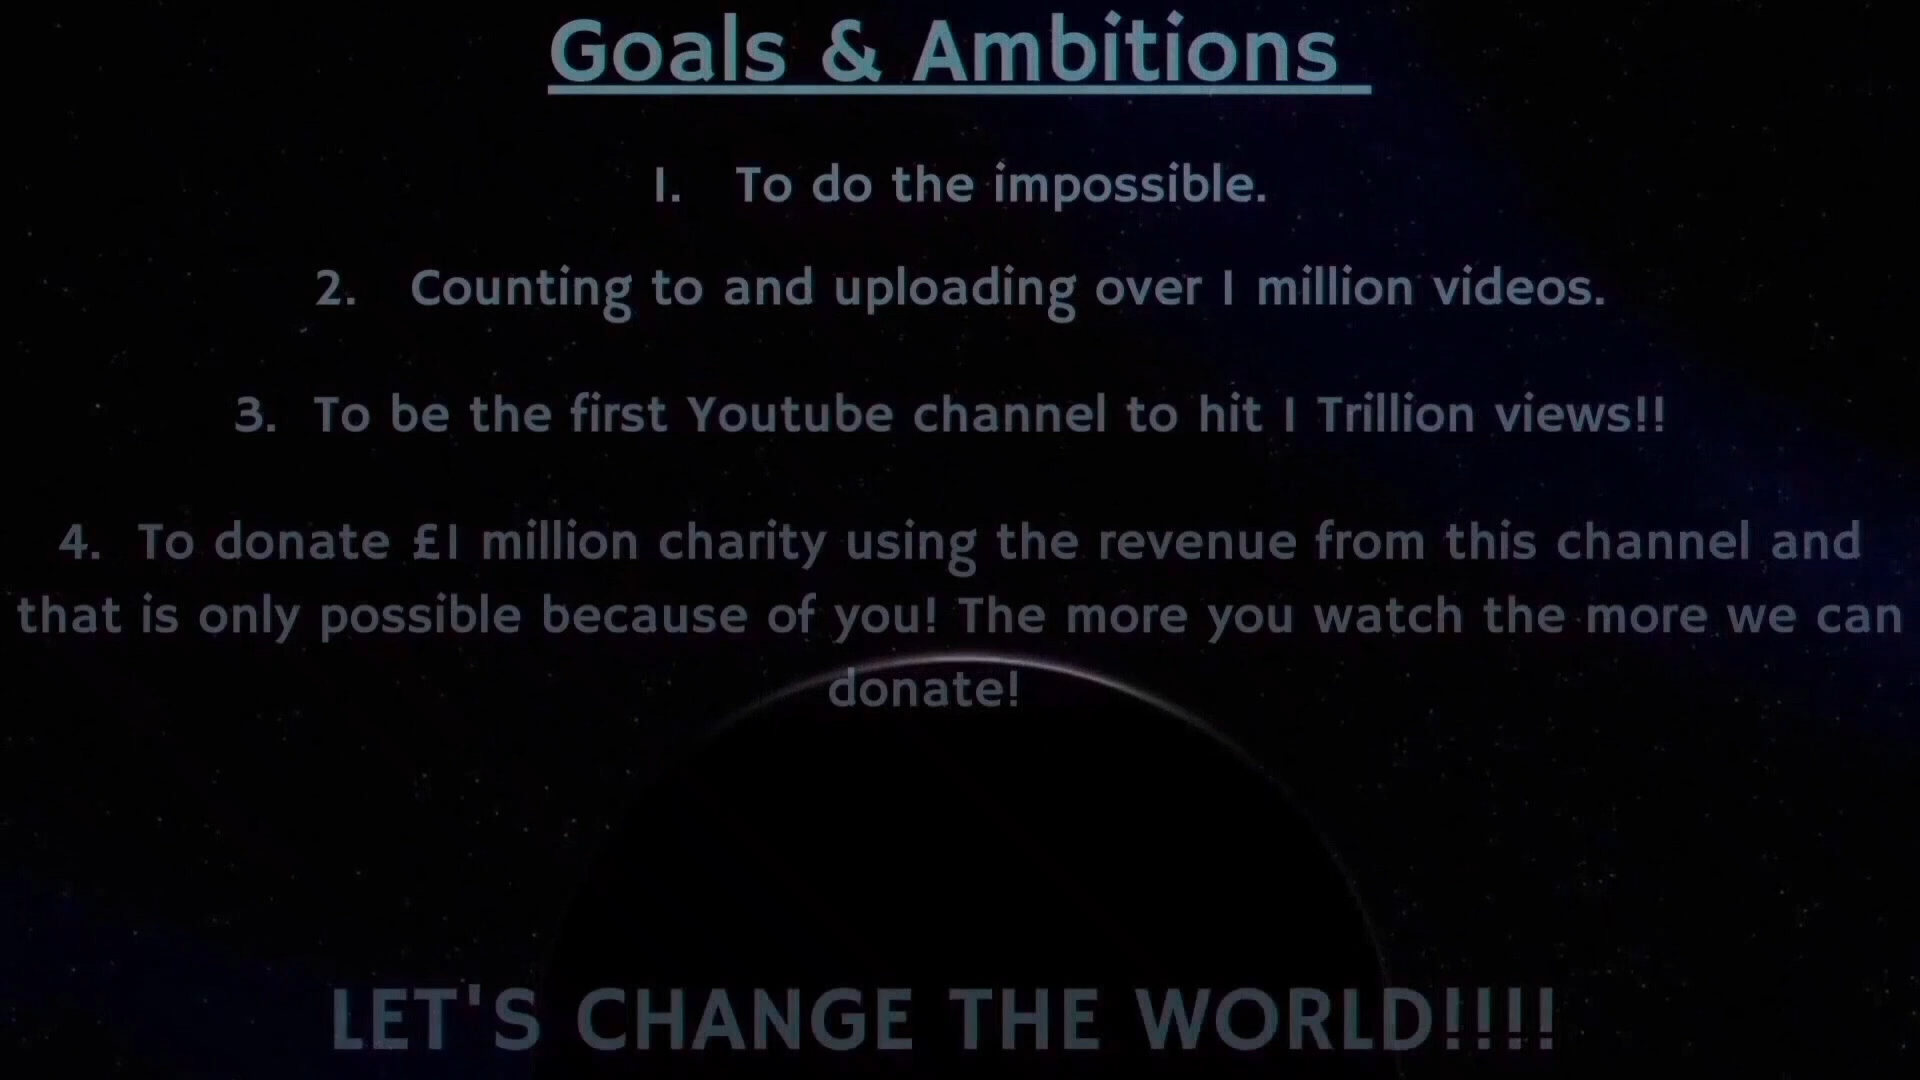 Goals & Ambitions
1. To do the impossible.
2. Counting to and uploading over 1 million videos.
3. To be the first Youtube channel to hit 1 Trillion views!!
4. To donate £1 million charity using the revenue from this channel and
that is only possible because of you! The more you watch the more we can
donate!
LET'S CHANGE THE WORLD!!!!